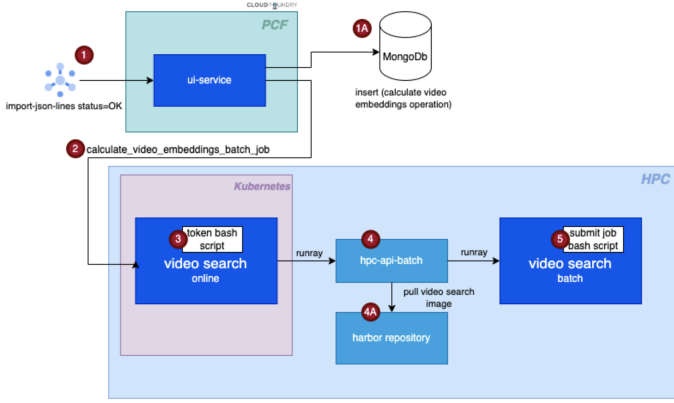 CLOUD FOUNDRY
PCF
1
1A
MongoDb
ui-service
import-json-lines status=OK
insert (calculate video
embeddings operation)
2
calculate_video_embeddings_batch_job
HPC
Kubernetes
3
token bash
script
video search
online
runray
4
hpc-api-batch
runray
5
submit job
bash script
video search
batch
pull video search
image
4A
harbor repository